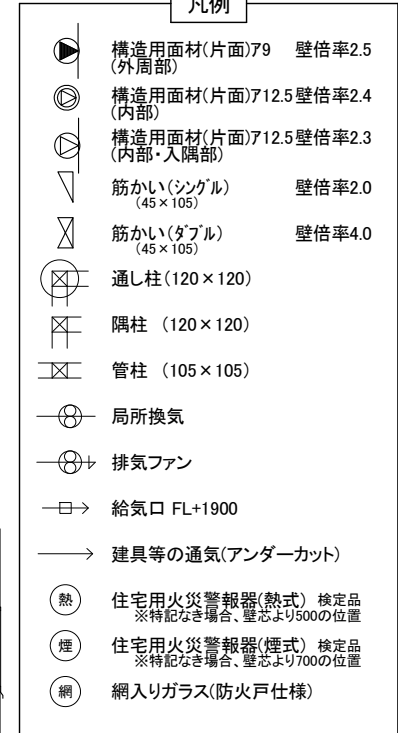 凡例
構造用面材(片面)ア9 壁倍率2.5
(外周部)
構造用面材(片面)ア12.5壁倍率2.4
(内部)
構造用面材(片面)ア12.5壁倍率2.3
(内部・入隅部)
筋かい(シングル) 壁倍率2.0
(45×105)
筋かい(ダブル) 壁倍率4.0
(45×105)
通し柱(120×120)
隅柱 (120×120)
管柱 (105×105)
局所換気
排気ファン
給気口 FL+1900
建具等の通気(アンダーカット)
熱 住宅用火災警報器(熱式) 検定品
※特記なき場合、壁芯より500の位置
煙 住宅用火災警報器(煙式) 検定品
※特記なき場合、壁芯より700の位置
網 網入りガラス(防火戸仕様)